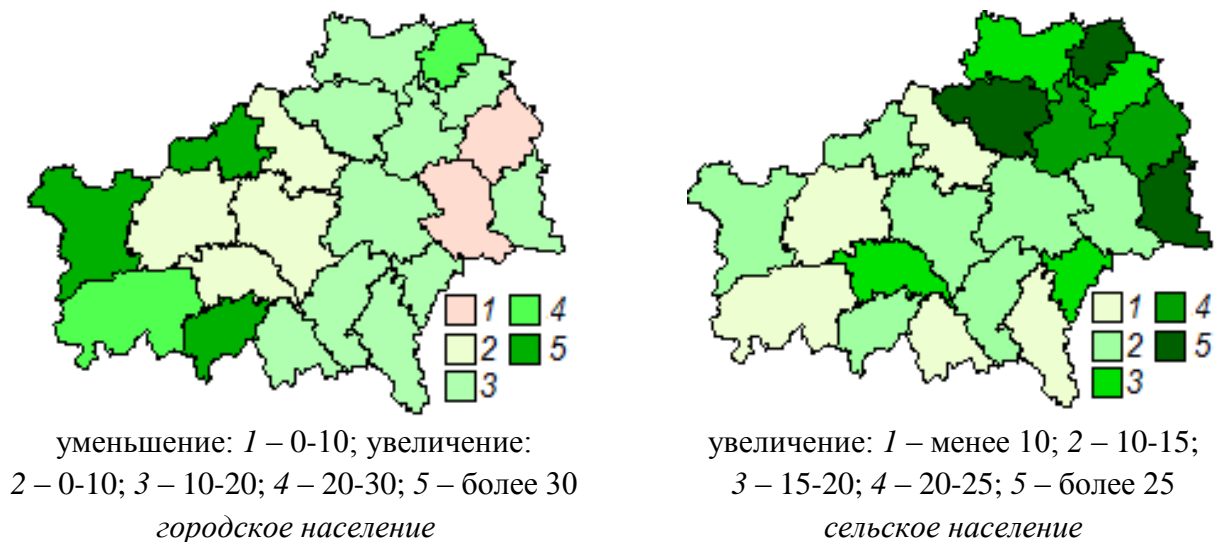 1 4
2 5
3
1 4
2 5
3
уменьшение: 1 – 0-10; увеличение:
2 – 0-10; 3 – 10-20; 4 – 20-30; 5 – более 30
городское население
увеличение: 1 – менее 10; 2 – 10-15;
3 – 15-20; 4 – 20-25; 5 – более 25
сельское население